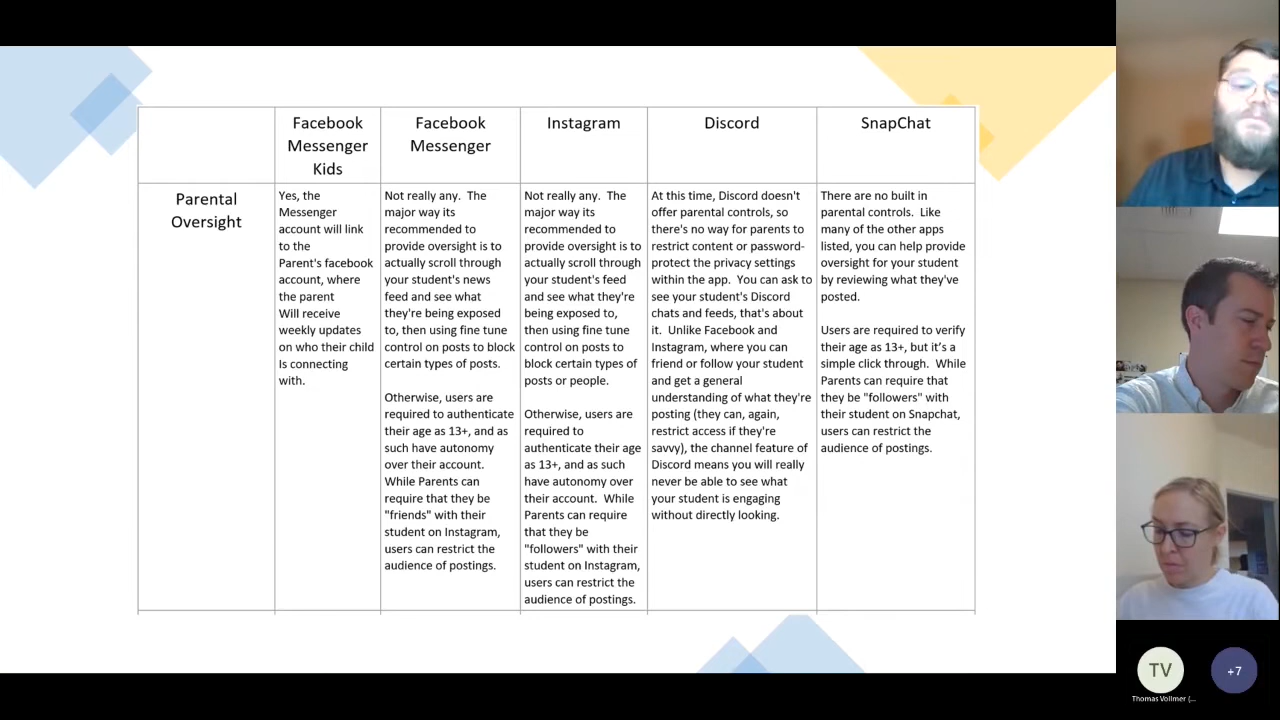 Facebook
Messenger
Kids
Facebook
Messenger
Instagram
Discord
SnapChat
Parental
Oversight
Yes, the
Messenger
account will link
to the
Parent's facebook
account, where
the parent
Will receive
weekly updates
on who their child
Is connecting
with.
Not really any.  The
major way its
recommended to
provide oversight is to
actually scroll through
your student's news
feed and see what
they're being exposed
to, then using fine tune
control on posts to block
certain types of posts.
Otherwise, users are
required to authenticate
their age as 13+, and as
such have autonomy
over their account.
While Parents can
require that they be
"friends" with their
student on Instagram,
users can restrict the
audience of postings.
Not really any.  The
major way its
recommended to
provide oversight is to
actually scroll through
your student's feed
and see what they're
being exposed to,
then using fine tune
control on posts to
block certain types of
posts or people.
Otherwise, users are
required to
authenticate their age
as 13+, and as such
have autonomy over
their account.  While
Parents can require
that they be
"followers" with their
student on Instagram,
users can restrict the
audience of postings.
At this time, Discord doesn't
offer parental controls, so
there's no way for parents to
restrict content or password-
protect the privacy settings
within the app.  You can ask to
see your student's Discord
chats and feeds, that's about
it.  Unlike Facebook and
Instagram, where you can
friend or follow your student
and get a general
understanding of what they're
posting (they can, again,
restrict access if they're
savvy), the channel feature of
Discord means you will really
never be able to see what
your student is engaging
without directly looking.
There are no built in
parental controls.  Like
many of the other apps
listed, you can help provide
oversight for your student
by reviewing what they've
posted.
Users are required to verify
their age as 13+, but it's a
simple click through.  While
Parents can require that
they be "followers" with
their student on Snapchat,
users can restrict the
audience of postings.
TV
+7
Thomas Vollmer (...